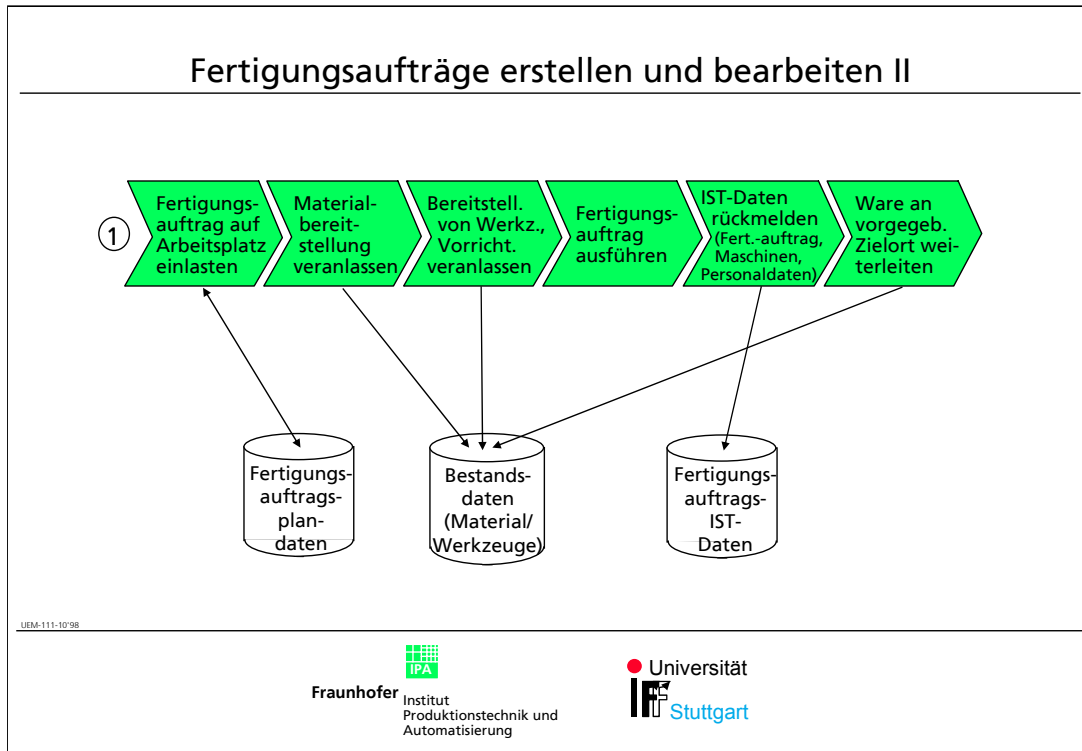 Fertigungsaufträge erstellen und bearbeiten II
1
Fertigungs-
auftrag auf
Arbeitsplatz
einlasten
Material-
bereit-
stellung
veranlassen
Bereitstell.
von Werkz.,
Vorricht.
veranlassen
Fertigungs-
auftrag
ausführen
IST-Daten
rückmelden
(Fert.-auftrag,
Maschinen,
Personaldaten)
Ware an
vorgegeb.
Zielort wei-
terleiten
Fertigungs-
auftrags-
plan-
daten
Bestands-
daten
(Material/
Werkzeuge)
Fertigungs-
auftrags-
IST-
Daten
UEM-111-10'98
IPA
Fraunhofer Institut
Produktionstechnik und
Automatisierung
Universität
IFF
Stuttgart